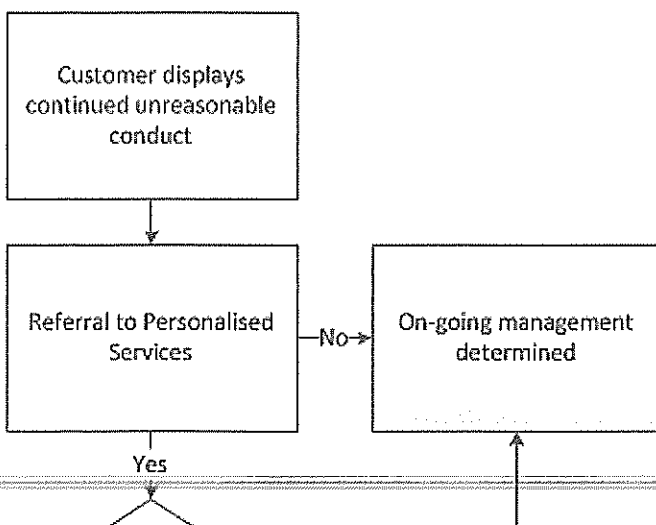 Customer displays
continued unreasonable
conduct
Referral to Personalised
Services
No
On-going management
determined
Yes